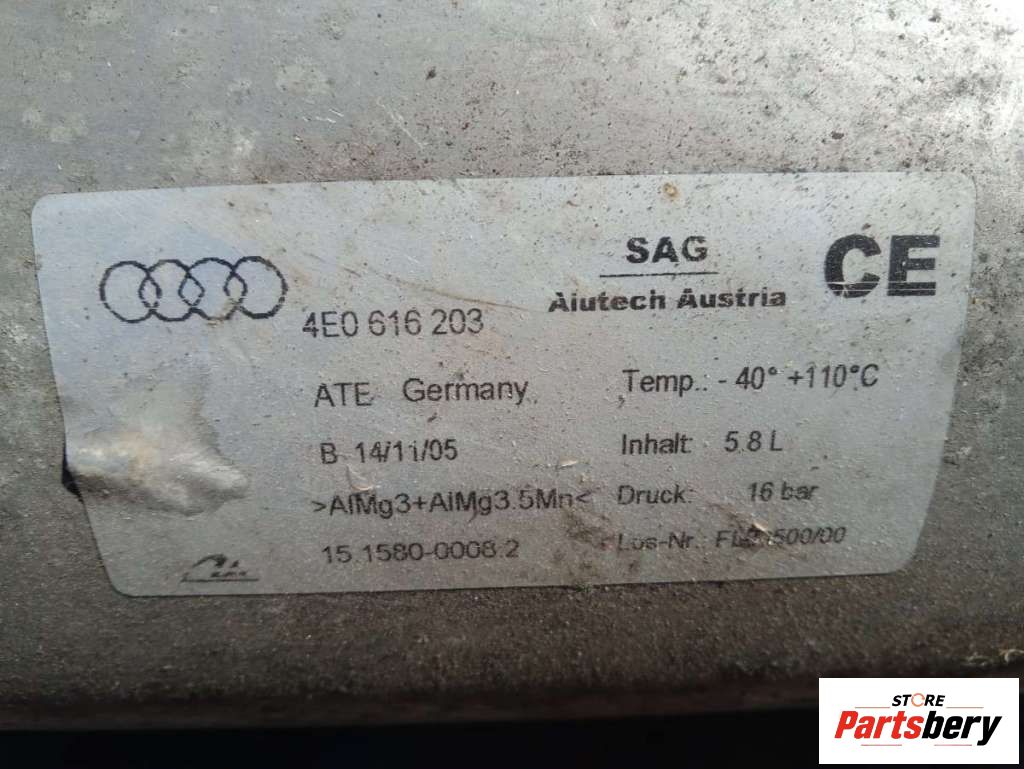 SAG
CE
Alutech Austria
4E0 616 203
ATE Germany
Temp.: - 40° +110°C
B 14/11/05
Inhalt: 5.8 L
>AlMg3+AlMg3.5Mn<
Druck: 16 bar
15.1580-0008.2
Los-Nr.:
STORE
Partsbery